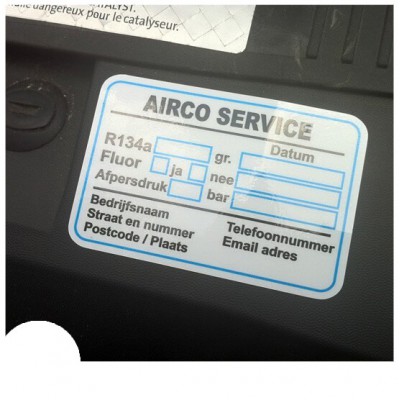 TALYST.
dangereux pour le catalyseur.
AIRCO SERVICE
R134a gr. Datum
Fluor ja nee
Afpersdruk bar
Bedrijfsnaam Telefoonnummer
Straat en nummer Email adres
Postcode / Plaats